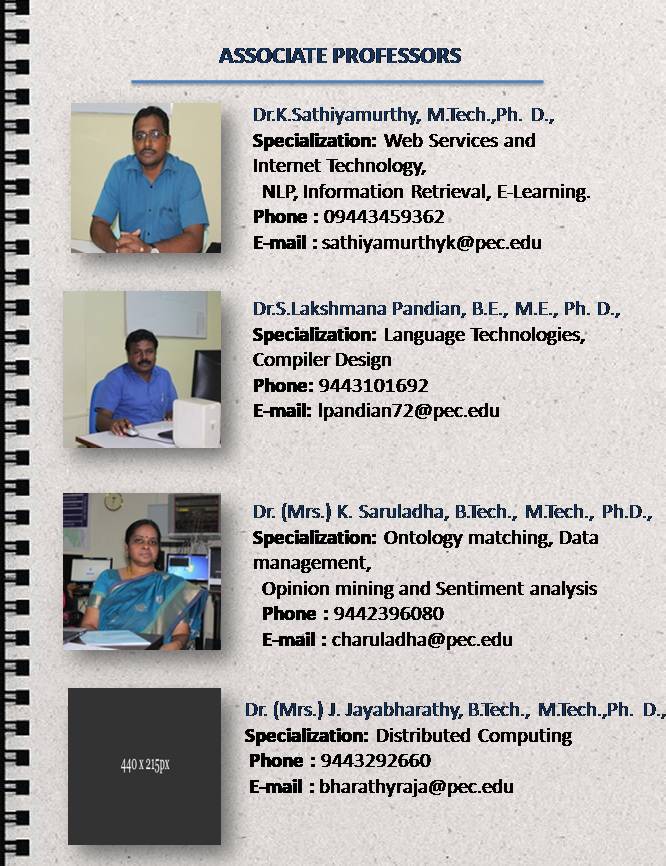 ASSOCIATE PROFESSORS
Dr.K.Sathiyamurthy, M.Tech.,Ph. D.,
Specialization: Web Services and
Internet Technology,
NLP, Information Retrieval, E-Learning.
Phone : 09443459362
E-mail : sathiyamurthyk@pec.edu
Dr.S.Lakshmana Pandian, B.E., M.E., Ph. D.,
Specialization: Language Technologies,
Compiler Design
Phone: 9443101692
E-mail: lpandian72@pec.edu
Dr. (Mrs.) K. Saruladha, B.Tech., M.Tech., Ph.D.,
Specialization: Ontology matching, Data
management,
Opinion mining and Sentiment analysis
Phone : 9442396080
E-mail : charuladha@pec.edu
Dr. (Mrs.) J. Jayabharathy, B.Tech., M.Tech.,Ph. D.,
Specialization: Distributed Computing
Phone : 9443292660
E-mail : bharathyraja@pec.edu
440 x 215px